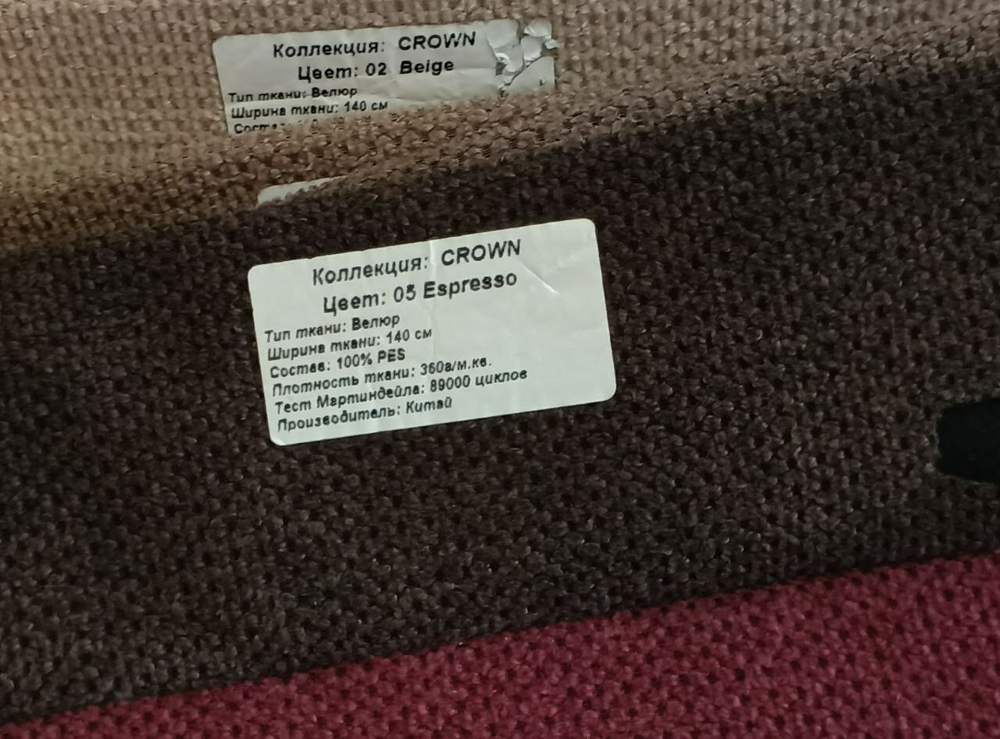 Коллекция: CROWN
Цвет: 02 Beige
Тип ткани: Велюр
Ширина ткани: 140 см
Коллекция: CROWN
Цвет: 05 Espresso
Тип ткани: Велюр
Ширина ткани: 140 см
Состав: 100% PES
Плотность ткани: 360г/м.кв.
Тест Мартиндейла: 89000 циклов
Производитель: Китай